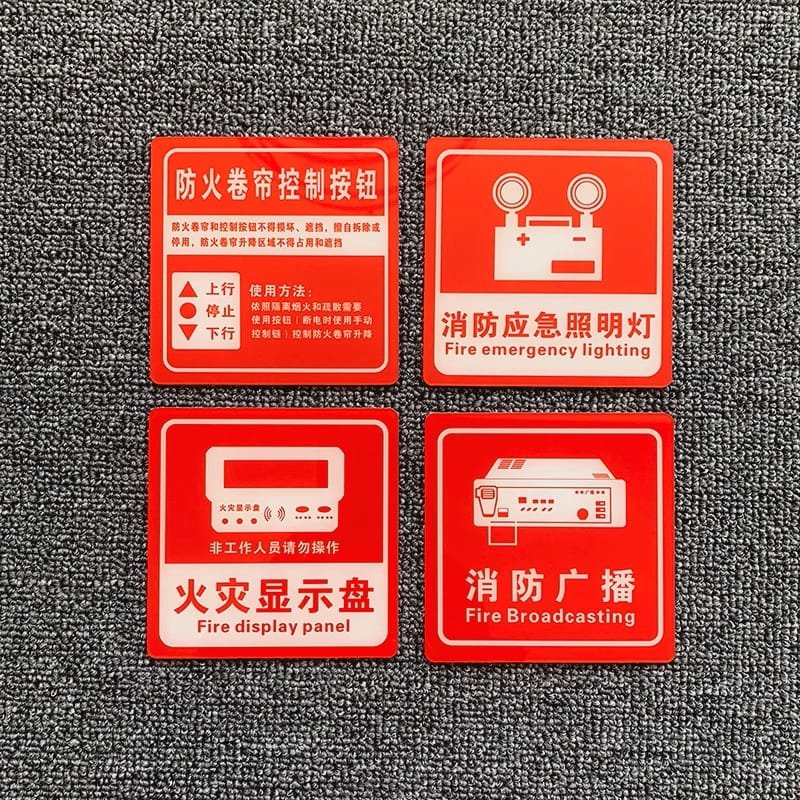 防火卷帘控制按钮
防火卷帘和控制按钮不得损坏、遮挡，擅自拆除或
停用，防火卷帘升降区域不得占用和遮挡
上行
停止
下行
使用方法：
依照隔离烟火和疏散需要
使用按钮（断电时使用手动
控制链）控制防火卷帘升降
消防应急照明灯
Fire emergency lighting
火灾显示盘
非工作人员请勿操作
火灾显示盘
Fire display panel
消防广播
Fire Broadcasting